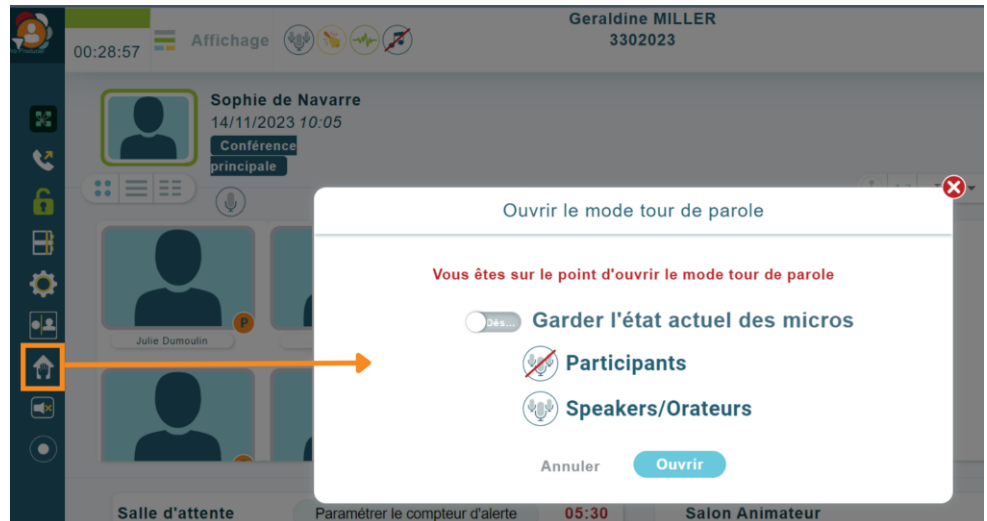 Geraldine MILLER
00:28:57
Affichage
3302023
Sophie de Navarre
14/11/2023 10:05
Conférence
principale
Ouvrir le mode tour de parole
Vous êtes sur le point d'ouvrir le mode tour de parole
Dés... Garder l'état actuel des micros
P
Julie Dumoulin
Participants
Speakers/Orateurs
Annuler
Ouvrir
Salle d'attente
Paramétrer le compteur d'alerte
05:30
Salon Animateur